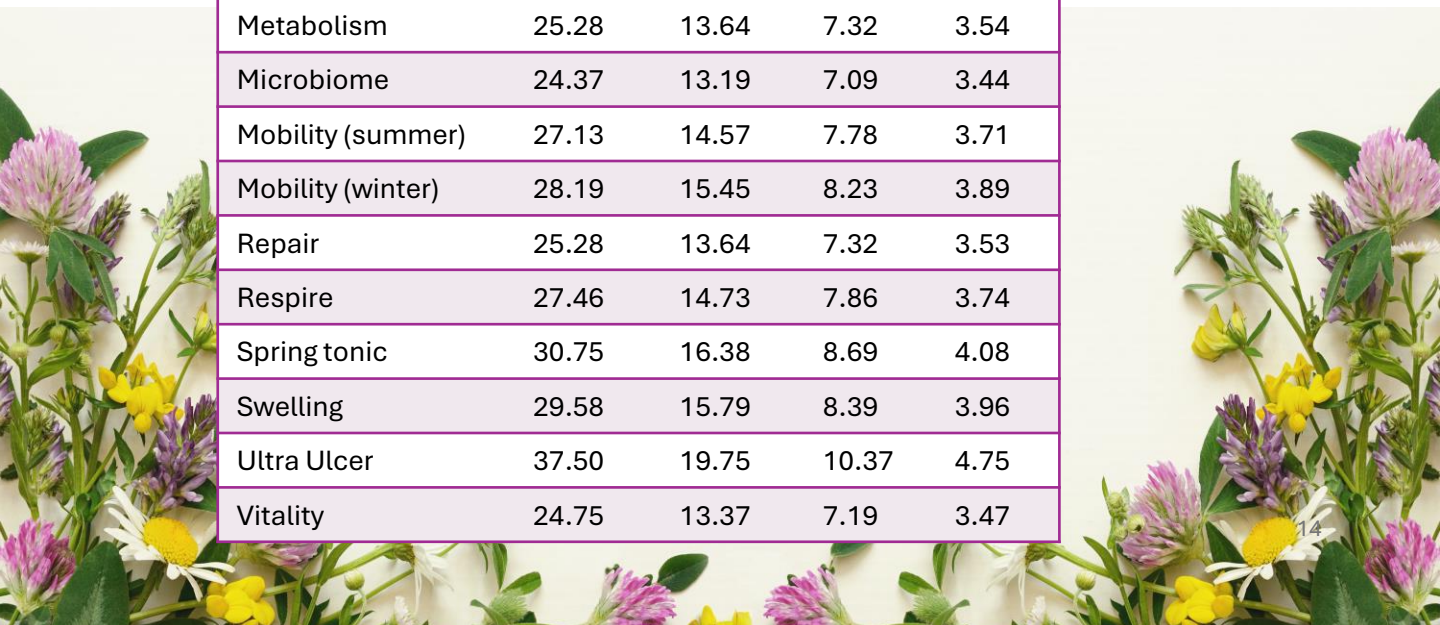 Metabolism 25.28 13.64 7.32 3.54
Microbiome 24.37 13.19 7.09 3.44
Mobility (summer) 27.13 14.57 7.78 3.71
Mobility (winter) 28.19 15.45 8.23 3.89
Repair 25.28 13.64 7.32 3.53
Respire 27.46 14.73 7.86 3.74
Spring tonic 30.75 16.38 8.69 4.08
Swelling 29.58 15.79 8.39 3.96
Ultra Ulcer 37.50 19.75 10.37 4.75
Vitality 24.75 13.37 7.19 3.47
14